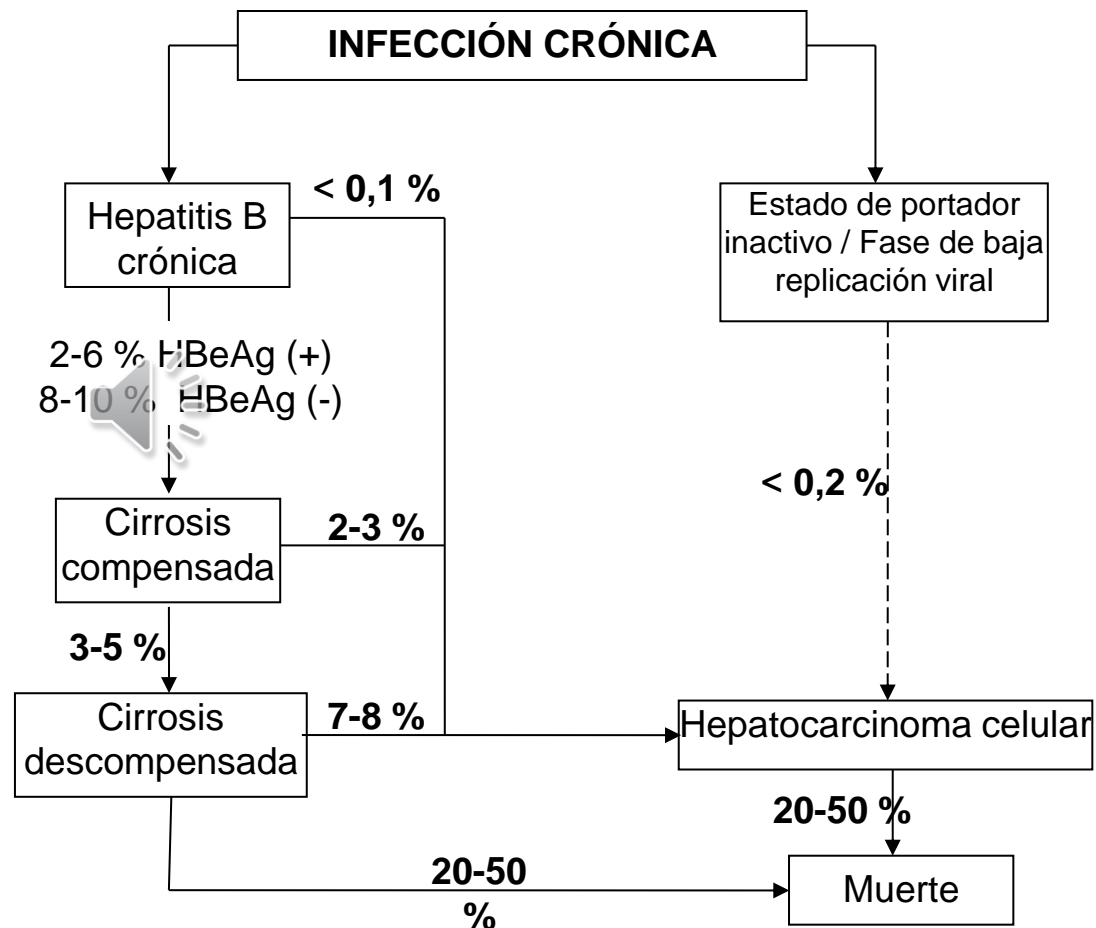 INFECCIÓN CRÓNICA
Hepatitis B
crónica
< 0,1 %
Estado de portador
inactivo / Fase de baja
replicación viral
2-6 % HBeAg (+)
8-10 % HBeAg (-)
< 0,2 %
Cirrosis
compensada
2-3 %
3-5 %
Cirrosis
descompensada
7-8 %
Hepatocarcinoma celular
20-50 %
20-50
%
Muerte